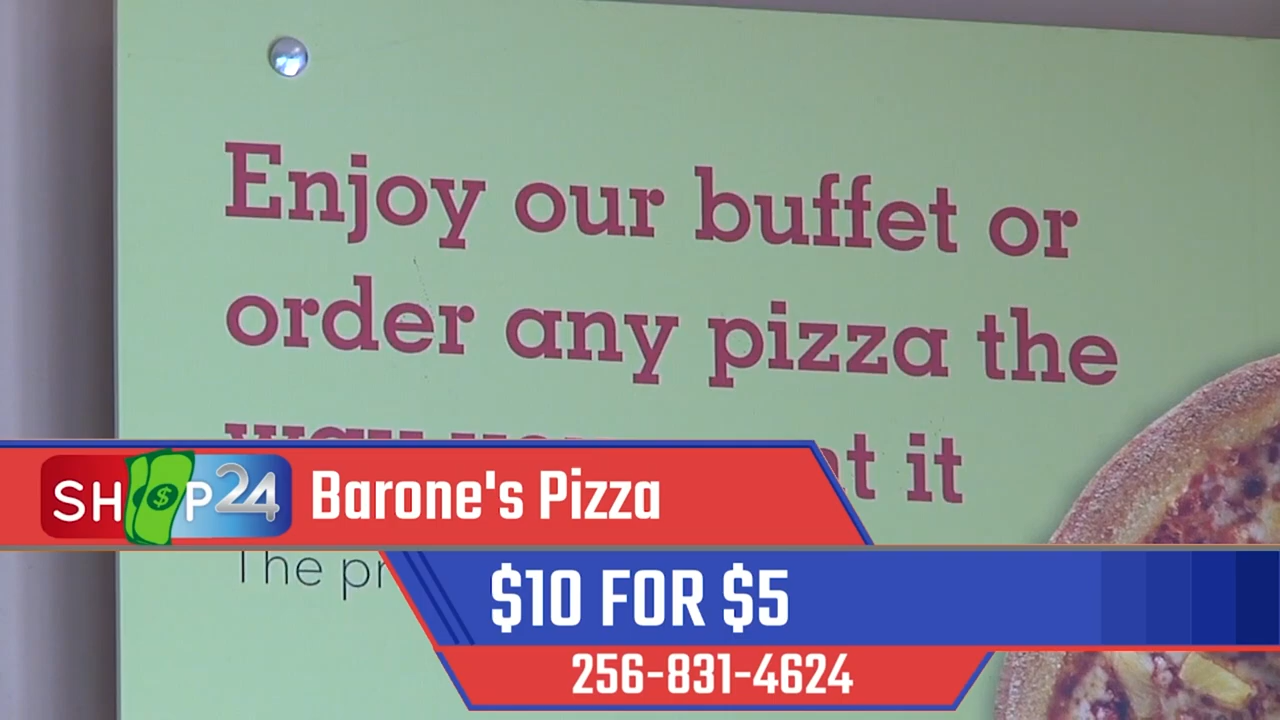 Enjoy our buffet or
order any pizza the
it
SHOP24
Barone's Pizza
The
$10 FOR $5
256-831-4624